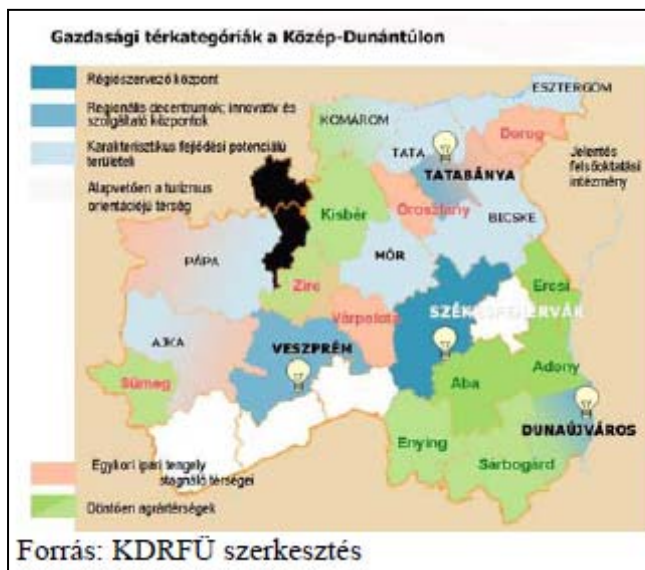 Gazdasági térkategóriák a Közép-Dunántúlon
Régiószervező központ
Regionális decentrumok; innovatív és
szolgáltató központok
Karakterisztikus fejlődési potenciálú
területek
Alapvetően a turizmus
orientációjú térség
ESZTERGOM
KOMÁROM
Dorog
TATA
TATABÁNYA
Jelentős
felsőoktatási
intézmény
Kisbér
Oroszlány
BICSKE
PÁPA
MÓR
Zirc
Ercsi
Várpalota
SZÉKESFEHÉRVÁR
AJKA
VESZPRÉM
Adony
Sümeg
Aba
DUNAÚJVÁROS
Enying
Sárbogárd
Egykori ipari tengely
stagnáló térségei
Döntően agrártérségek
Forrás: KDRFÜ szerkesztés